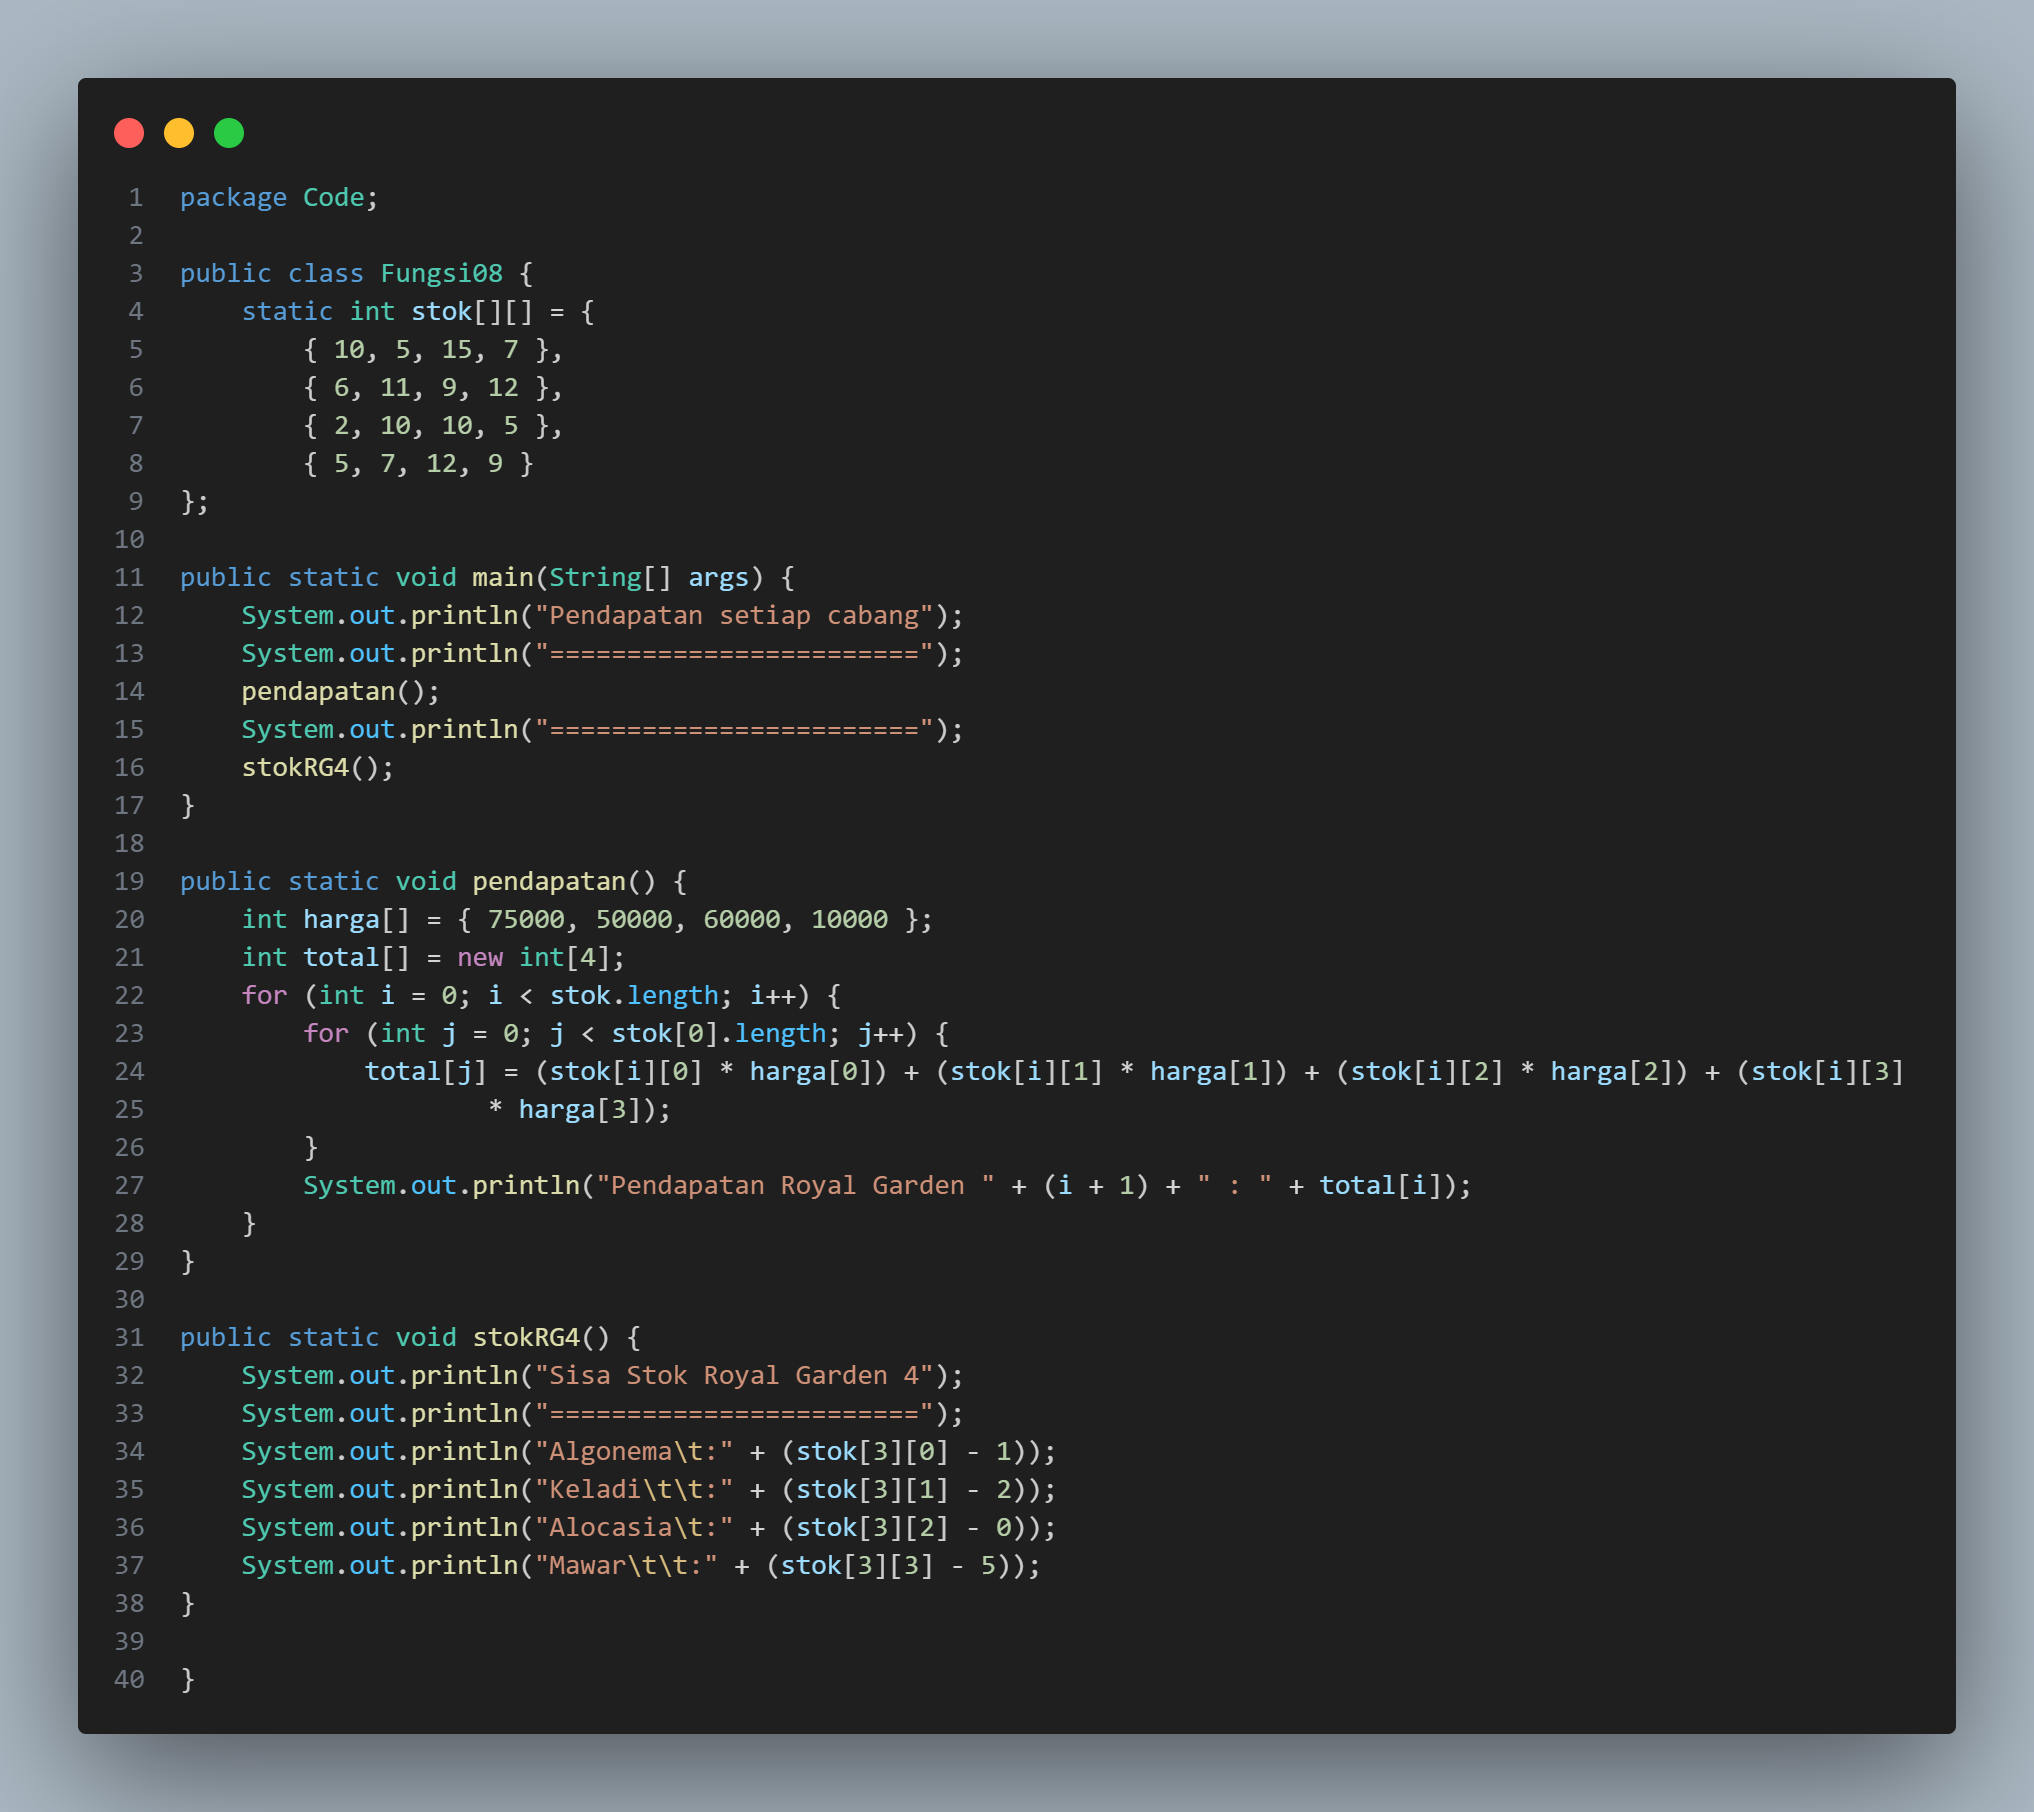 1 package Code;
2
3 public class Fungsi08 {
4     static int stok[][] = {
5         { 10, 5, 15, 7 },
6         { 6, 11, 9, 12 },
7         { 2, 10, 10, 5 },
8         { 5, 7, 12, 9 }
9 };
10
11 public static void main(String[] args) {
12     System.out.println("Pendapatan setiap cabang");
13     System.out.println("========================");
14     pendapatan();
15     System.out.println("========================");
16     stokRG4();
17 }
18
19 public static void pendapatan() {
20     int harga[] = { 75000, 50000, 60000, 10000 };
21     int total[] = new int[4];
22     for (int i = 0; i < stok.length; i++) {
23         for (int j = 0; j < stok[0].length; j++) {
24             total[j] = (stok[i][0] * harga[0]) + (stok[i][1] * harga[1]) + (stok[i][2] * harga[2]) + (stok[i][3]
25                     * harga[3]);
26         }
27         System.out.println("Pendapatan Royal Garden " + (i + 1) + " : " + total[i]);
28     }
29 }
30
31 public static void stokRG4() {
32     System.out.println("Sisa Stok Royal Garden 4");
33     System.out.println("========================");
34     System.out.println("Algonema\t:" + (stok[3][0] - 1));
35     System.out.println("Keladi\t\t:" + (stok[3][1] - 2));
36     System.out.println("Alocasia\t:" + (stok[3][2] - 0));
37     System.out.println("Mawar\t\t:" + (stok[3][3] - 5));
38 }
39
40 }